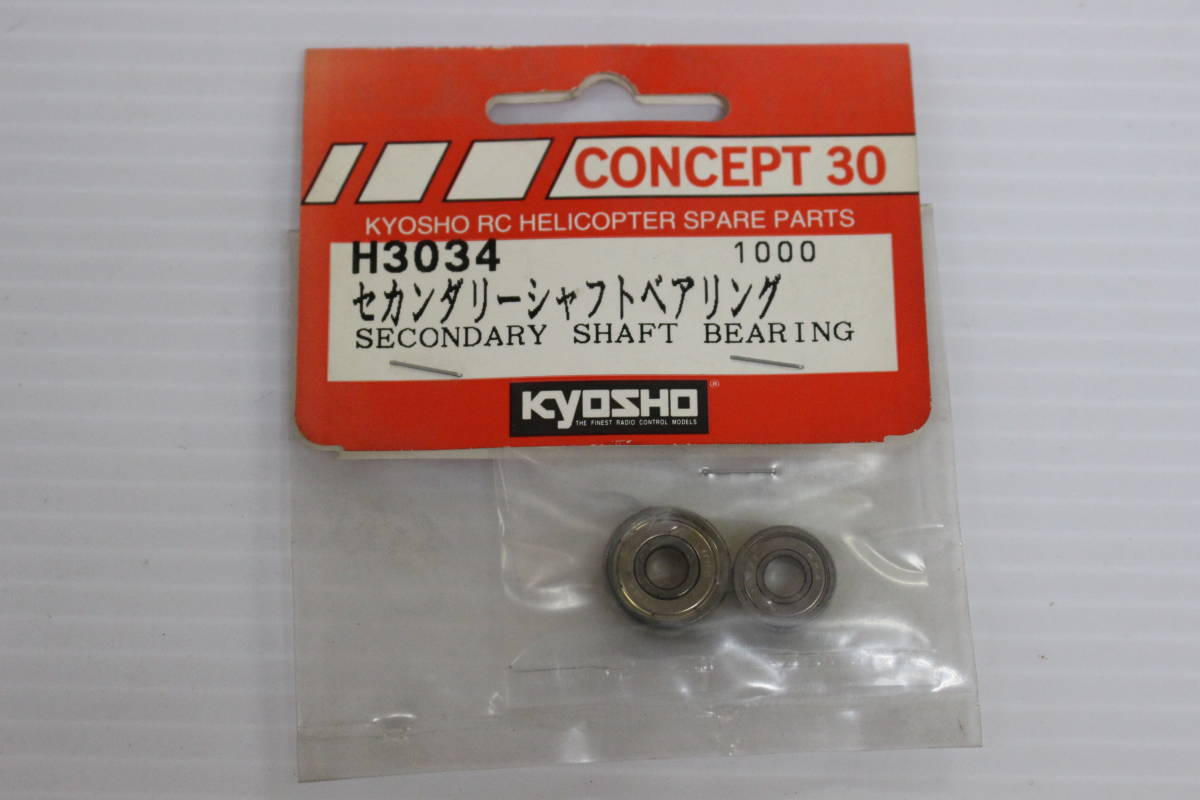 CONCEPT 30
KYOSHO RC HELICOPTER SPARE PARTS
H3034 1000
セカンダリーシャフトベアリング
SECONDARY SHAFT BEARING
KYOSHO ®
THE FINEST RADIO CONTROL MODELS